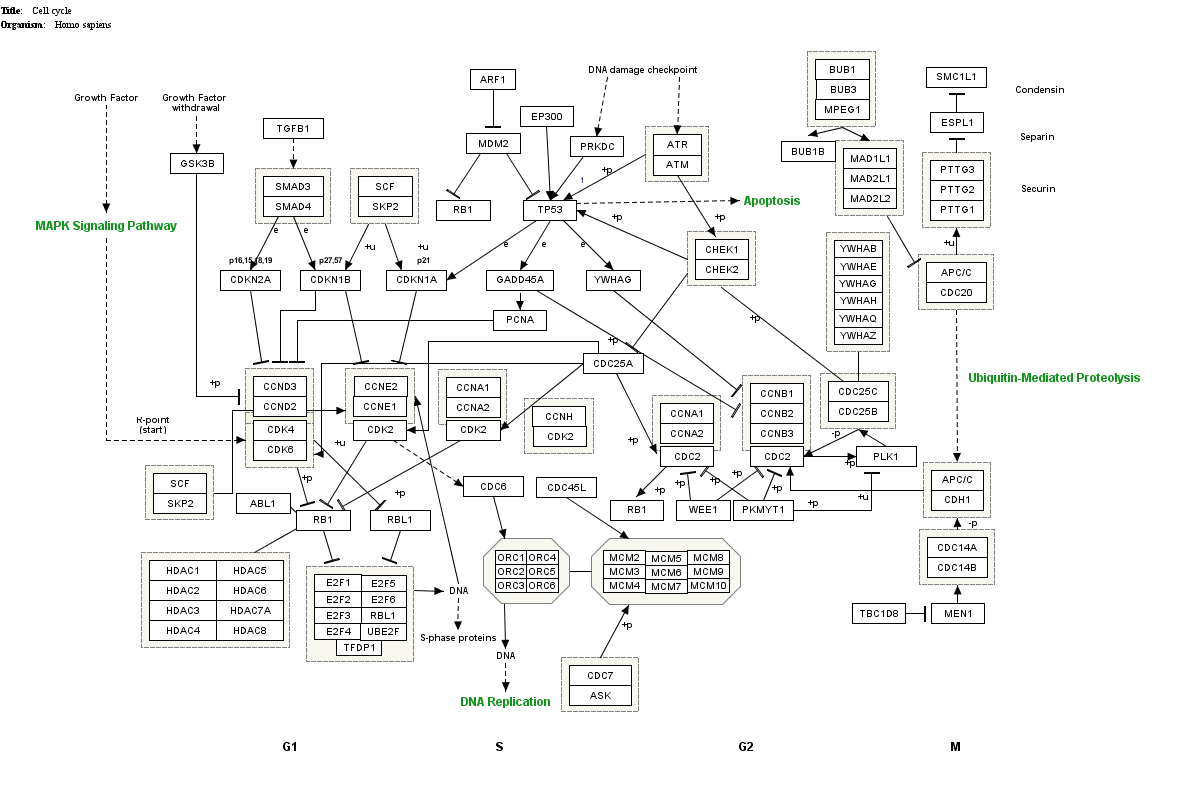 Title: Cell cycle
Organism: Homo sapiens
Growth Factor
Growth Factor
withdrawal
GSK3B
MAPK Signaling Pathway
TGFB1
SMAD3
SMAD4
SCF
SKP2
e
e
+u
+u
p27,57
p21
CDKN2A
CDKN1B
CDKN1A
ARF1
MDM2
RB1
EP300
DNA damage checkpoint
PRKDC
ATR
ATM
+p
1
TP53
Apoptosis
+p
+p
e
e
e
GADD45A
YWHAG
PCNA
CHEK1
CHEK2
+p
+p
CDC25A
BUB1
BUB3
MPEG1
BUB1B
MAD1L1
MAD2L1
MAD2L2
SMC1L1
Condensin
ESPL1
Separin
PTTG3
PTTG2
PTTG1
Securin
+u
APC/C
CDC20
YWHAB
YWHAE
YWHAG
YWHAH
YWHAQ
YWHAZ
Ubiquitin-Mediated Proteolysis
+p
R-point
(start)
CCND3
CCND2
CDK4
CDK6
CCNE2
CCNE1
CDK2
+u
CCNA1
CCNA2
CDK2
CCNH
CDK2
CCNA1
CCNA2
CDC2
+p
CCNB1
CCNB2
CCNB3
CDC2
CDC25C
CDC25B
-p
+p
PLK1
+u
SCF
SKP2
ABL1
+p
RB1
+p
RBL1
CDC6
CDC45L
RB1
+p
WEE1
+p
+p
PKMYT1
+p
+p
APC/C
CDH1
-p
CDC14A
CDC14B
TBC1D8
MEN1
HDAC1
HDAC5
HDAC2
HDAC6
HDAC3
HDAC7A
HDAC4
HDAC8
E2F1
E2F5
E2F2
E2F6
E2F3
RBL1
E2F4
UBE2F
TFDP1
DNA
S-phase proteins
ORC1 ORC4
ORC2 ORC5
ORC3 ORC6
MCM2 MCM5 MCM8
MCM3 MCM6 MCM9
MCM4 MCM7 MCM10
+p
DNA
DNA Replication
CDC7
ASK
G1
S
G2
M